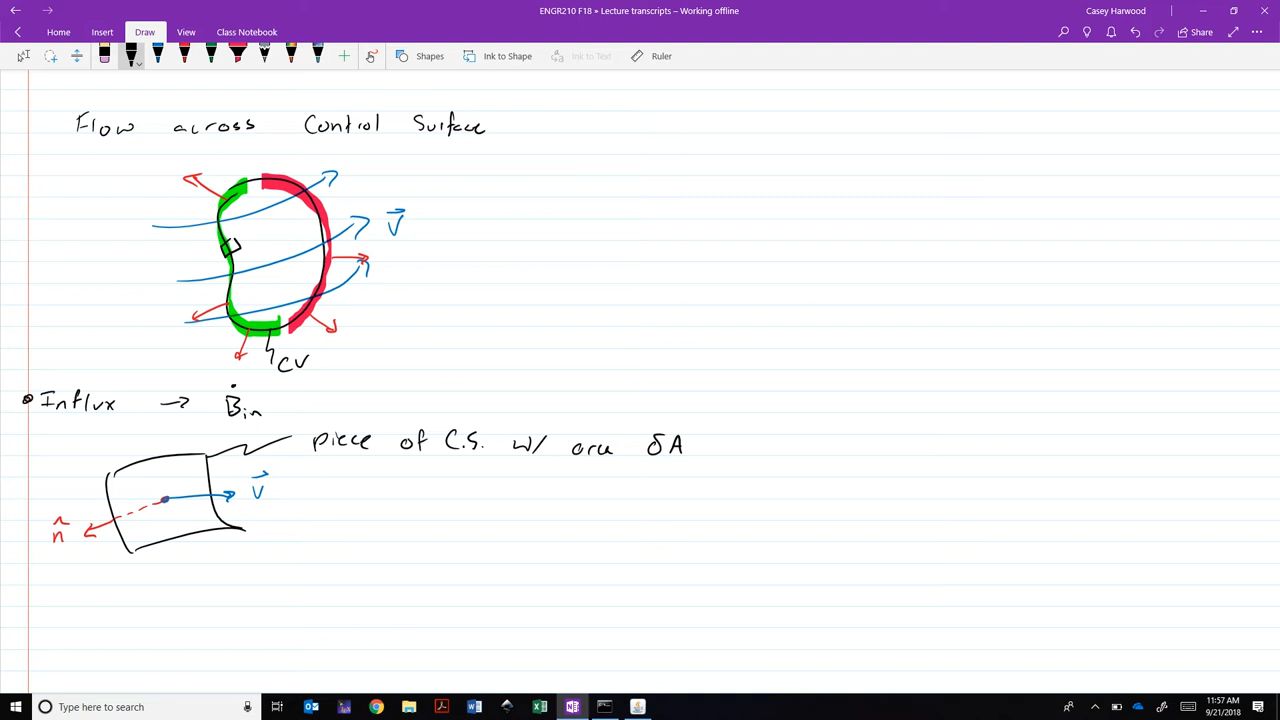 ENGR210 F18 » Lecture transcripts – Working offline
Casey Harwood
Home Insert Draw View Class Notebook
Share
Shapes Ink to Shape Ink to Text Ruler
Flow across Control Surface
V
CV
• Influx → Ḃin
piece of C.S. w/ area δA
V
n̂
Type here to search
11:57 AM
9/21/2018